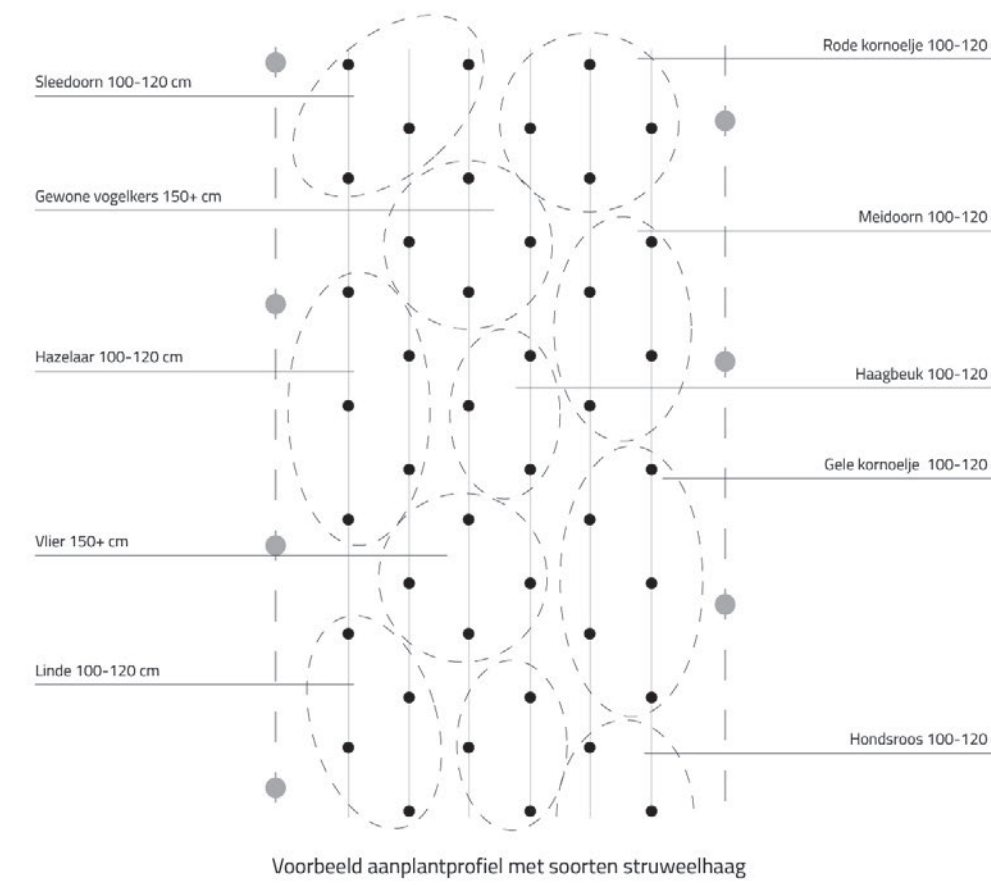 Rode kornoelje 100-120
Sleedoorn 100-120 cm
Gewone vogelkers 150+ cm
Meidoorn 100-120
Hazelaar 100-120 cm
Haagbeuk 100-120
Gele kornoelje 100-120
Vlier 150+ cm
Linde 100-120 cm
Hondsroos 100-120
Voorbeeld aanplantprofiel met soorten struweelhaag